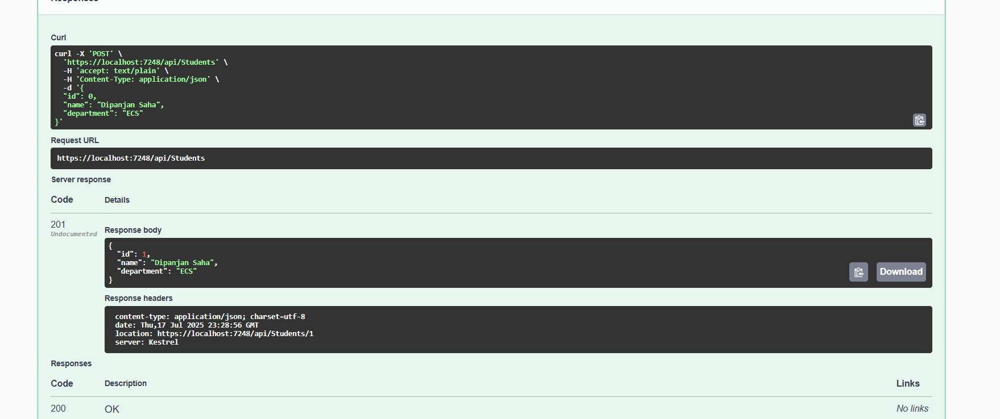 Responses
Curl
curl -X 'POST' \
  'https://localhost:7248/api/Students' \
  -H 'accept: text/plain' \
  -H 'Content-Type: application/json' \
  -d '{
  "id": 0,
  "name": "Dipanjan Saha",
  "department": "ECS"
}'
Request URL
https://localhost:7248/api/Students
Server response
Code Details
201
Undocumented
Response body
{
  "id": 1,
  "name": "Dipanjan Saha",
  "department": "ECS"
}
Download
Response headers
content-type: application/json; charset=utf-8
date: Thu,17 Jul 2025 23:28:56 GMT
location: https://localhost:7248/api/Students/1
server: Kestrel
Responses
Code Description Links
200 OK No links